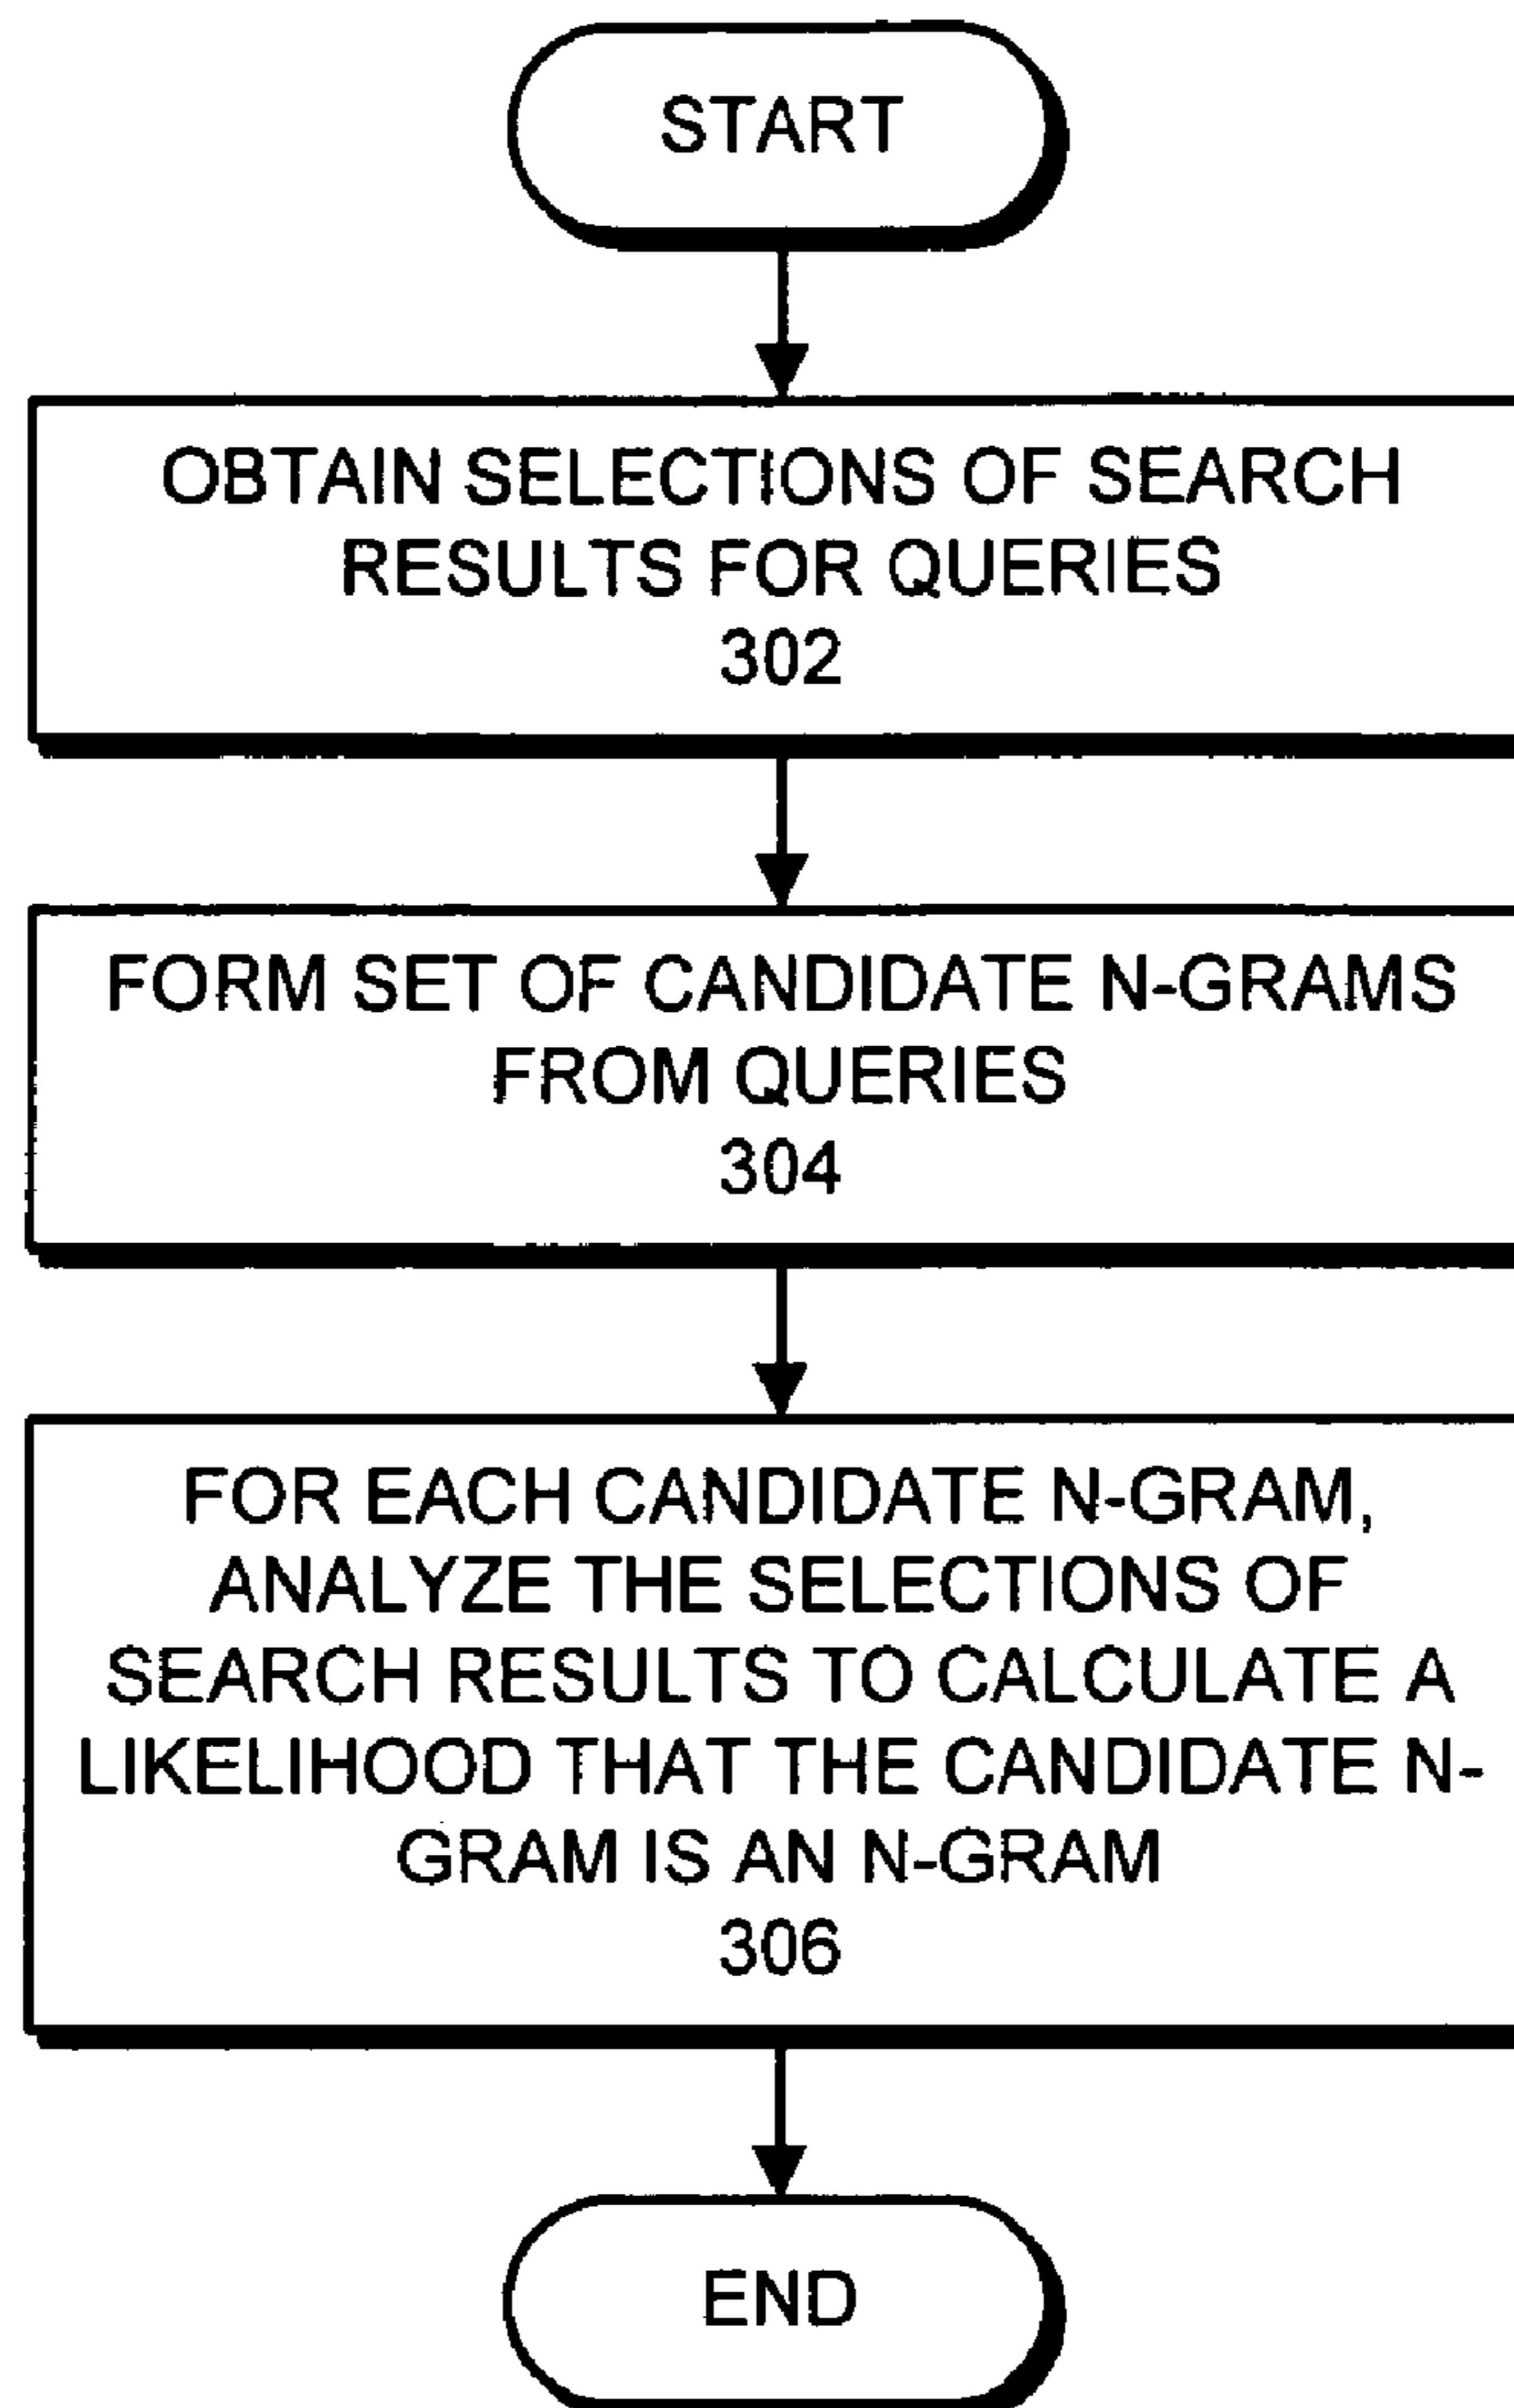 START
OBTAIN SELECTIONS OF SEARCH
RESULTS FOR QUERIES
302
FORM SET OF CANDIDATE N-GRAMS
FROM QUERIES
304
FOR EACH CANDIDATE N-GRAM,
ANALYZE THE SELECTIONS OF
SEARCH RESULTS TO CALCULATE A
LIKELIHOOD THAT THE CANDIDATE N-
GRAM IS AN N-GRAM
306
END